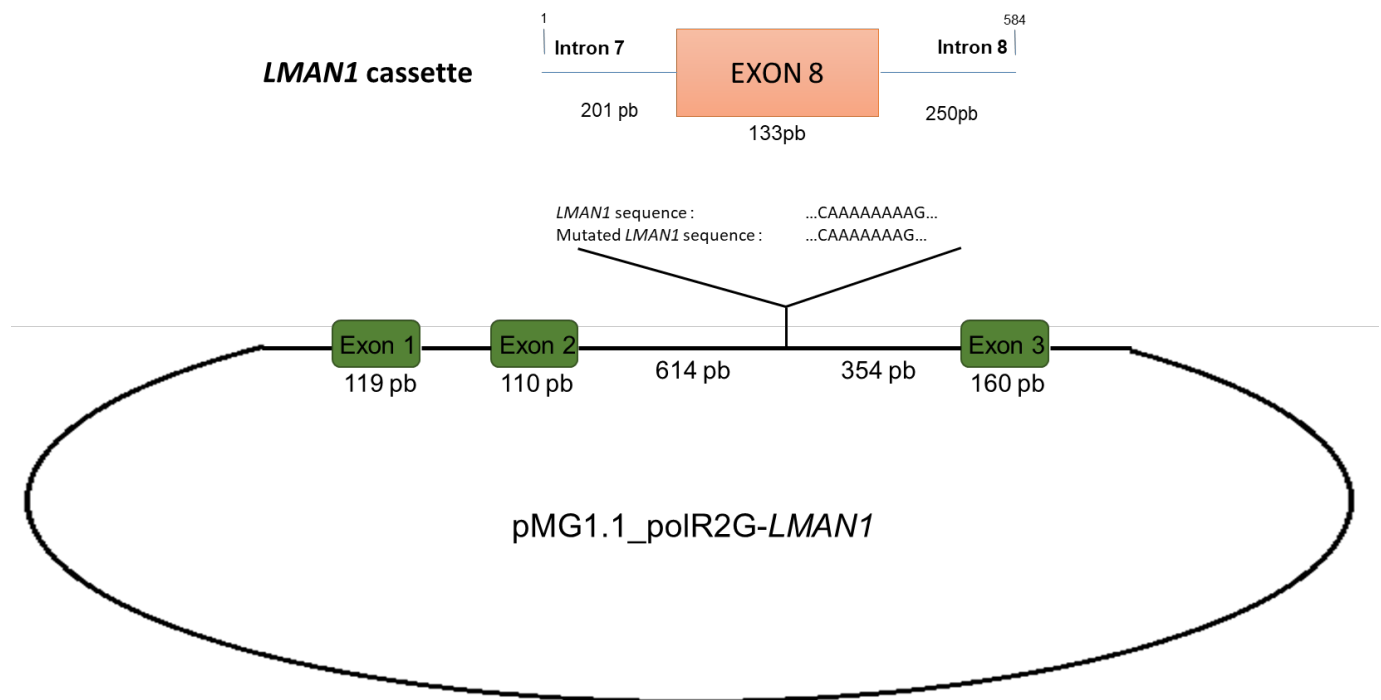 1
584
Intron 7
Intron 8
LMAN1 cassette
EXON 8
201 pb
250pb
133pb
LMAN1 sequence : ...CAAAAAAAAAG...
Mutated LMAN1 sequence : ...CAAAAAAAAG...
Exon 1
Exon 2
Exon 3
119 pb
110 pb
614 pb
354 pb
160 pb
pMG1.1_polR2G-LMAN1